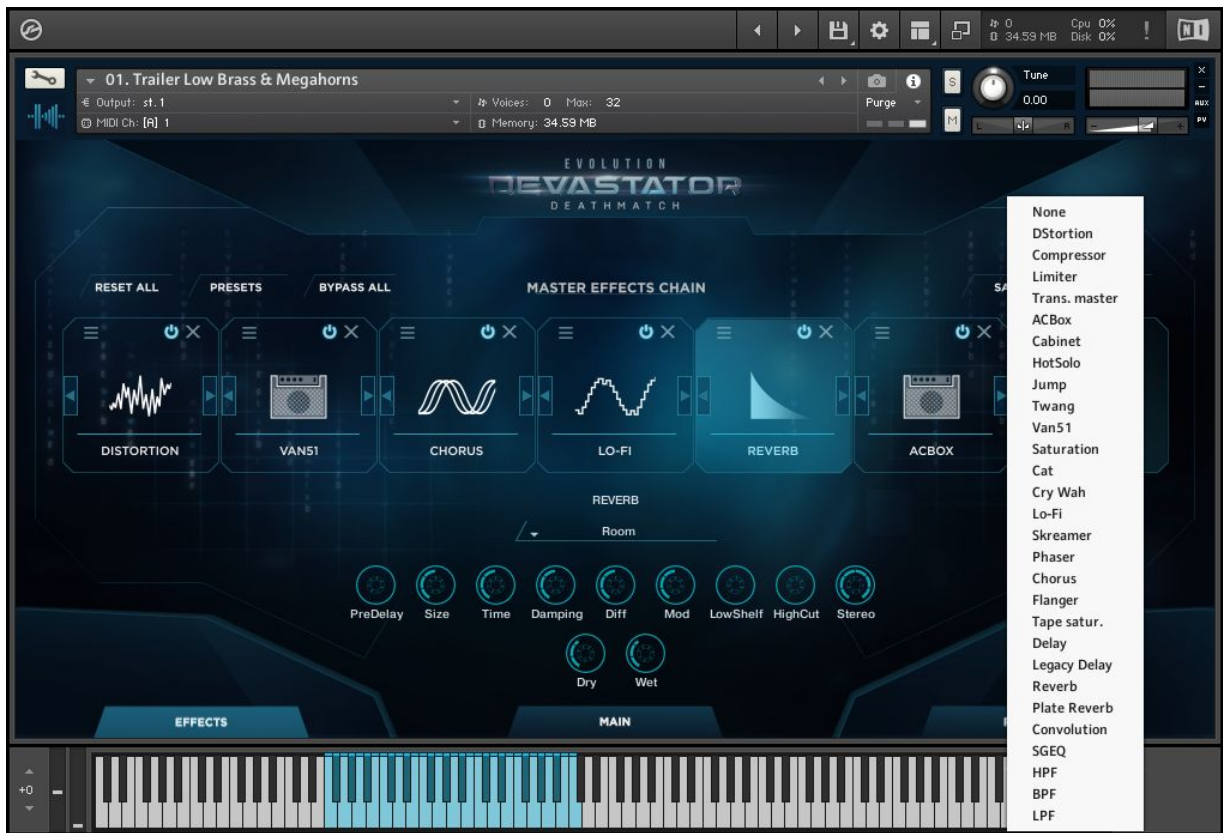 0 Cpu 0%
34.59 MB Disk 0%
!
NI
01. Trailer Low Brass & Megahorns
Output: st.1 Voices: 0 Max: 32 Purge
MIDI Ch: [A] 1 Memory: 34.59 MB
S
M
Tune
0.00
L R
AUX
PV
EVOLUTION
DEVASTATOR
DEATHMATCH
RESET ALL PRESETS BYPASS ALL MASTER EFFECTS CHAIN
DISTORTION VAN51 CHORUS LO-FI REVERB ACBOX
REVERB
Room
PreDelay Size Time Damping Diff Mod LowShelf HighCut Stereo
Dry Wet
EFFECTS MAIN
+0
None
DStortion
Compressor
Limiter
Trans. master
ACBox
Cabinet
HotSolo
Jump
Twang
Van51
Saturation
Cat
Cry Wah
Lo-Fi
Skreamer
Phaser
Chorus
Flanger
Tape satur.
Delay
Legacy Delay
Reverb
Plate Reverb
Convolution
SGEQ
HPF
BPF
LPF